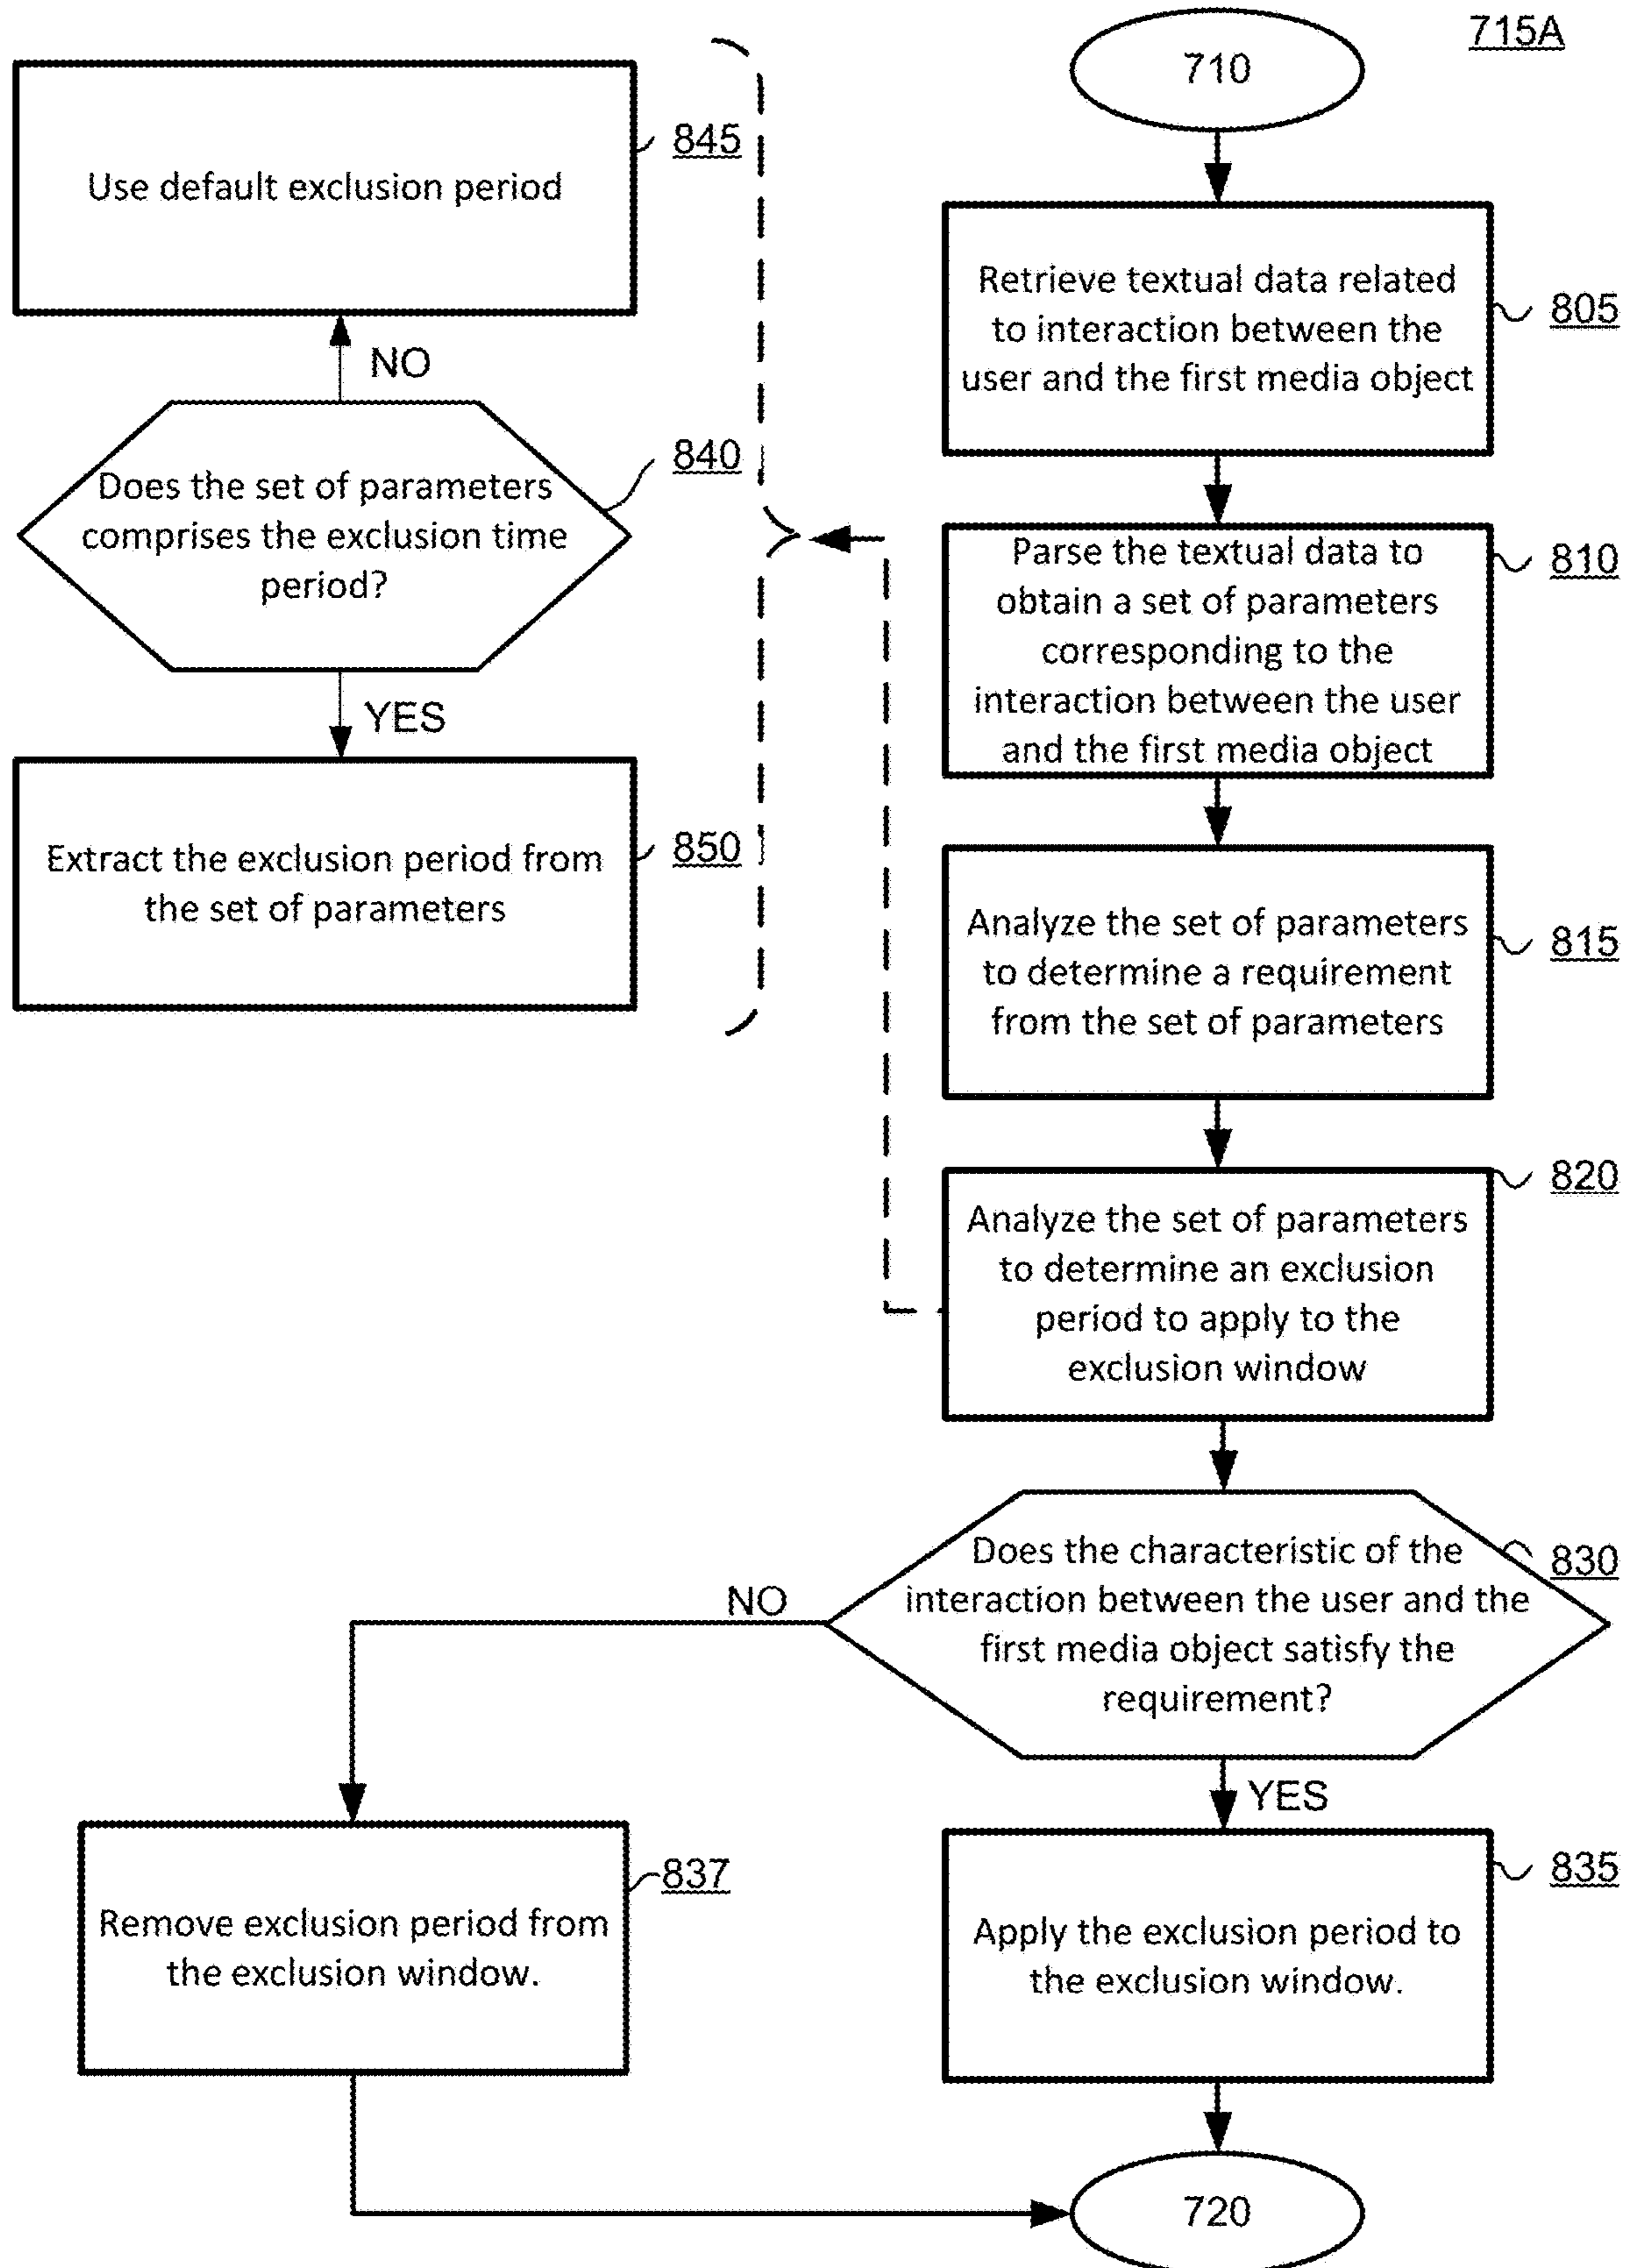 715A
710
Retrieve textual data related
to interaction between the
user and the first media object
805
Parse the textual data to
obtain a set of parameters
corresponding to the
interaction between the user
and the first media object
810
Analyze the set of parameters
to determine a requirement
from the set of parameters
815
Analyze the set of parameters
to determine an exclusion
period to apply to the
exclusion window
820
Use default exclusion period
845
NO
Does the set of parameters
comprises the exclusion time
period?
840
YES
Extract the exclusion period from
the set of parameters
850
Does the characteristic of the
interaction between the user and the
first media object satisfy the
requirement?
830
NO
YES
Remove exclusion period from
the exclusion window.
837
Apply the exclusion period to
the exclusion window.
835
720